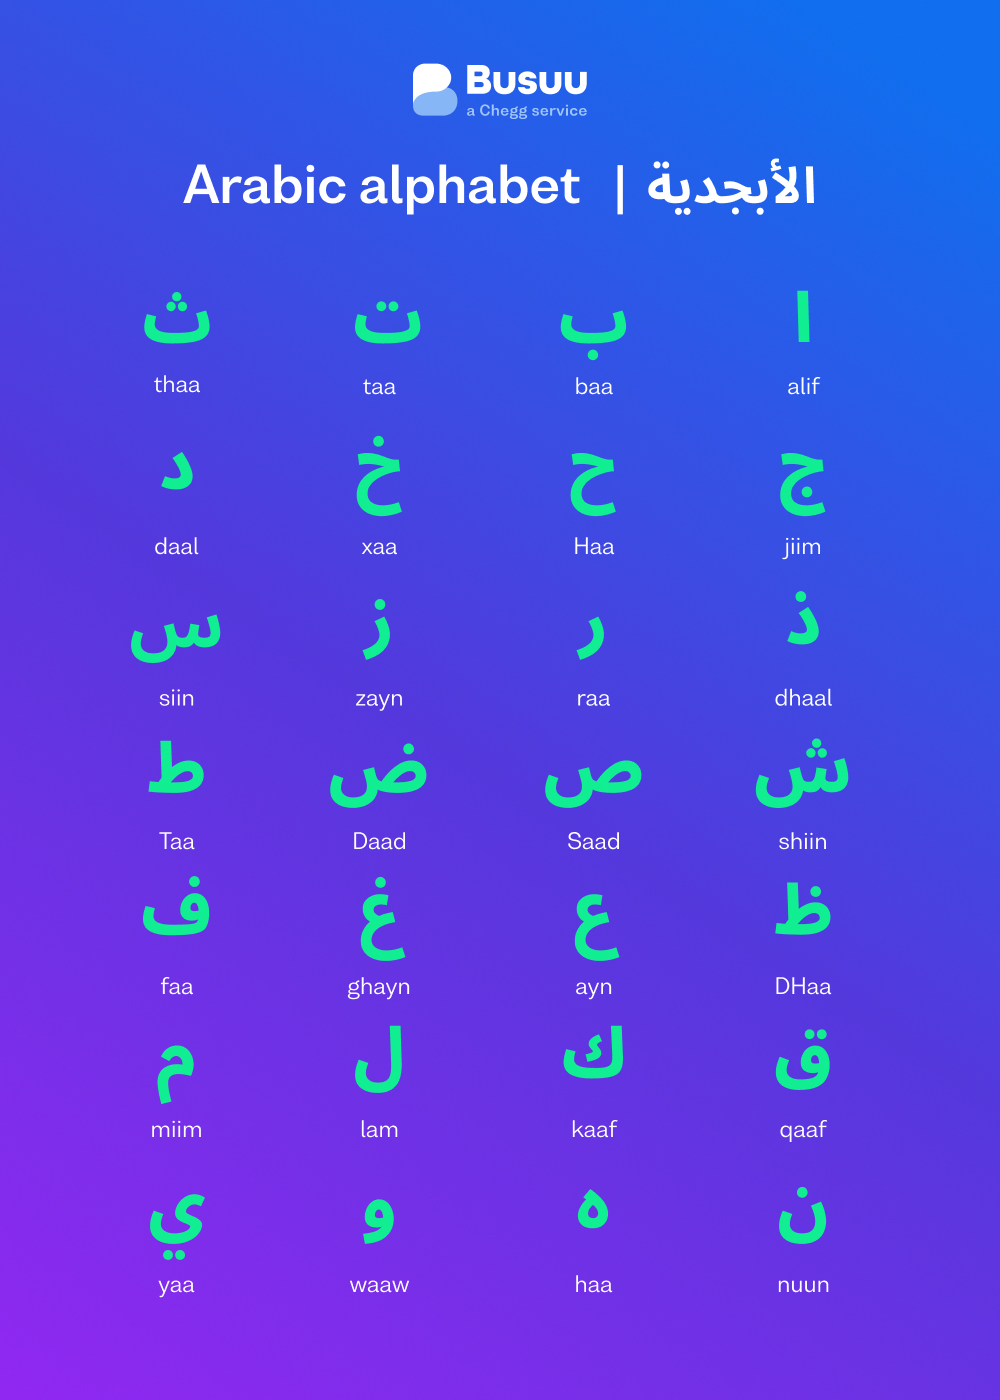 Busuu
a Chegg service
Arabic alphabet | الأبجدية
ا ب ت ث
alif baa taa thaa
ج ح خ د
jiim Haa xaa daal
ذ ر ز س
dhaal raa zayn siin
ش ص ض ط
shiin Saad Daad Taa
ظ ع غ ف
DHaa ayn ghayn faa
ق ك ل م
qaaf kaaf lam miim
ن ه و ي
nuun haa waaw yaa